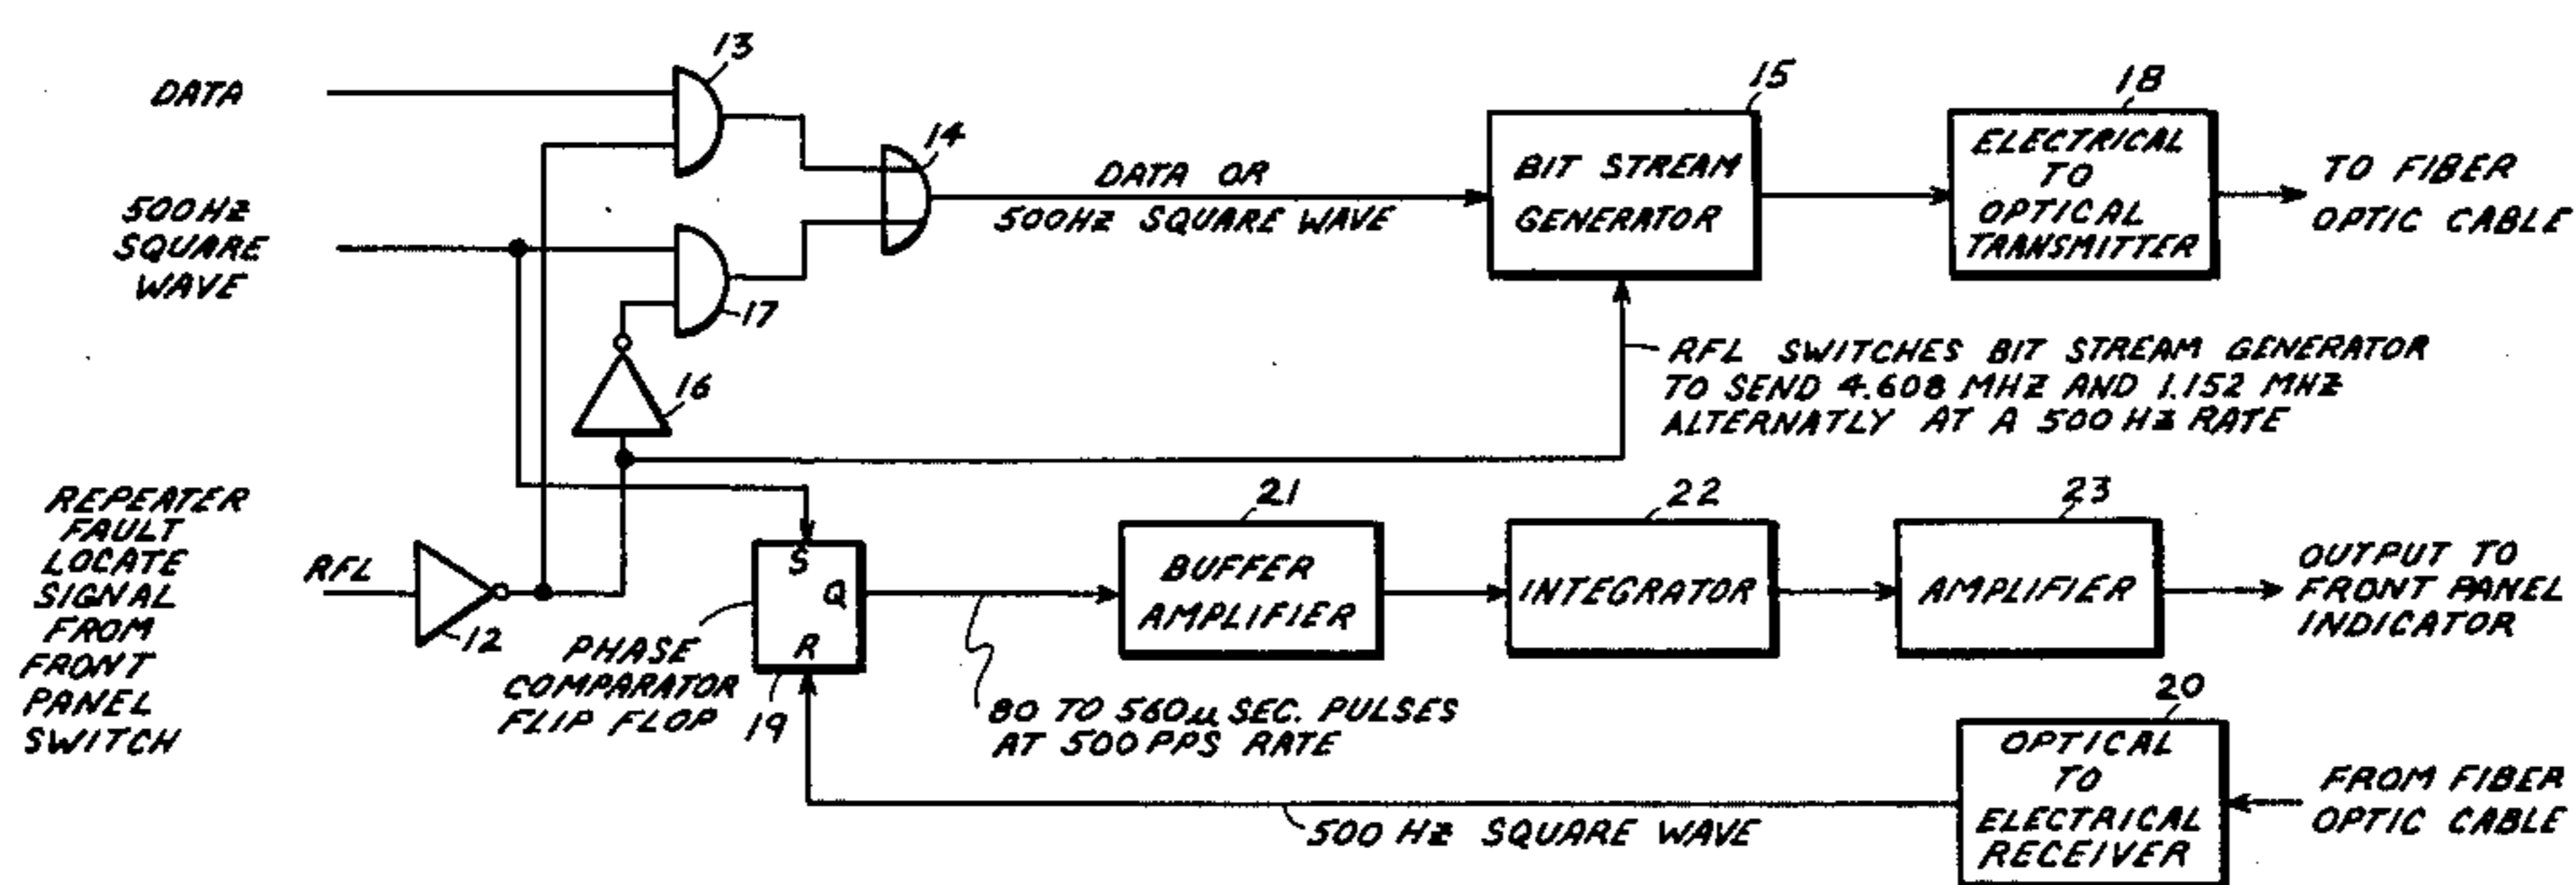 DATA
13
14
DATA OR
500HZ SQUARE WAVE
15
BIT STREAM
GENERATOR
18
ELECTRICAL
TO
OPTICAL
TRANSMITTER
TO FIBER
OPTIC CABLE
500HZ
SQUARE
WAVE
17
16
RFL SWITCHES BIT STREAM GENERATOR
TO SEND 4.608 MHZ AND 1.152 MHZ
ALTERNATLY AT A 500 HZ RATE
REPEATER
FAULT
LOCATE
SIGNAL
FROM
FRONT
PANEL
SWITCH
RFL
12
S
Q
R
PHASE
COMPARATOR
FLIP FLOP
19
80 TO 560μ SEC. PULSES
AT 500 PPS RATE
21
BUFFER
AMPLIFIER
22
INTEGRATOR
23
AMPLIFIER
OUTPUT TO
FRONT PANEL
INDICATOR
20
OPTICAL
TO
ELECTRICAL
RECEIVER
FROM FIBER
OPTIC CABLE
500 HZ SQUARE WAVE